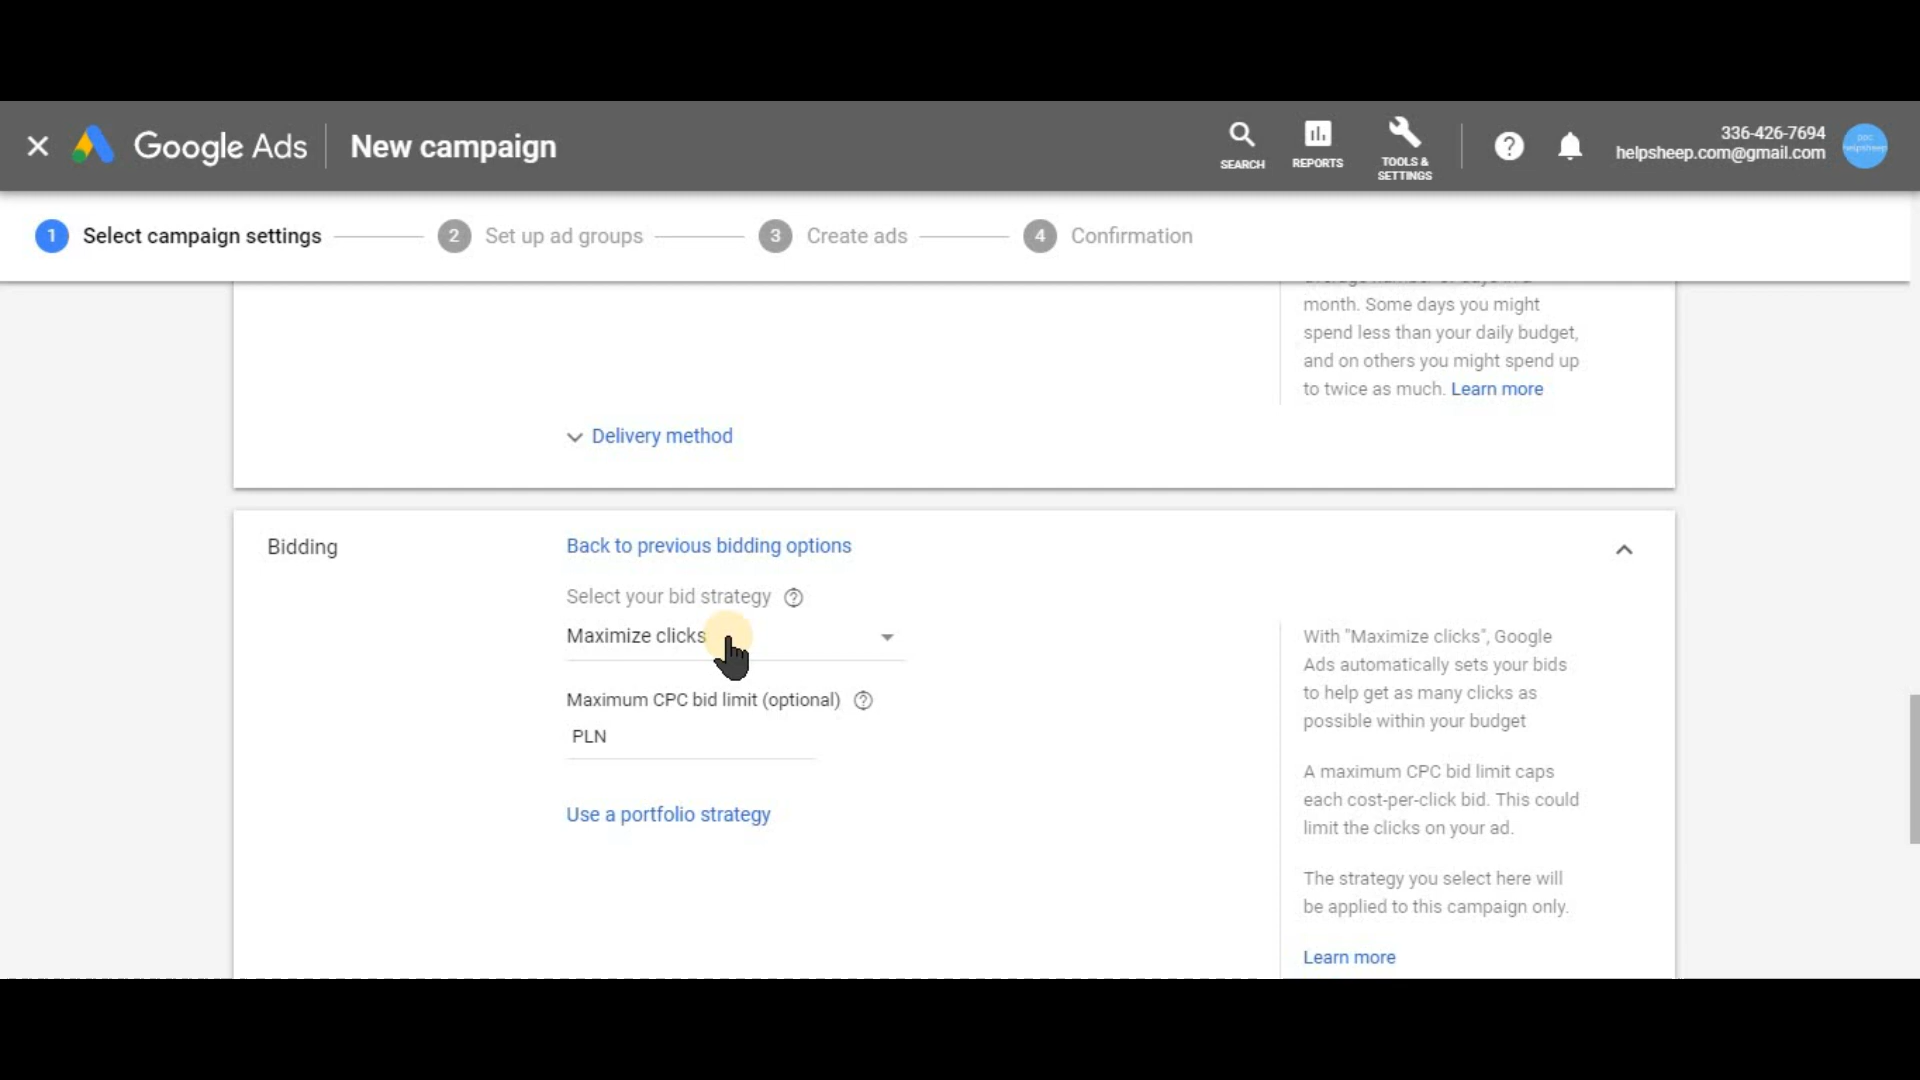 Google Ads
New campaign
SEARCH
REPORTS
TOOLS &
SETTINGS
336-426-7694
helpsheep.com@gmail.com
1 Select campaign settings
2 Set up ad groups
3 Create ads
4 Confirmation
month. Some days you might
spend less than your daily budget,
and on others you might spend up
to twice as much. Learn more
Delivery method
Bidding
Back to previous bidding options
Select your bid strategy
Maximize clicks
Maximum CPC bid limit (optional)
PLN
Use a portfolio strategy
With "Maximize clicks", Google
Ads automatically sets your bids
to help get as many clicks as
possible within your budget
A maximum CPC bid limit caps
each cost-per-click bid. This could
limit the clicks on your ad.
The strategy you select here will
be applied to this campaign only.
Learn more